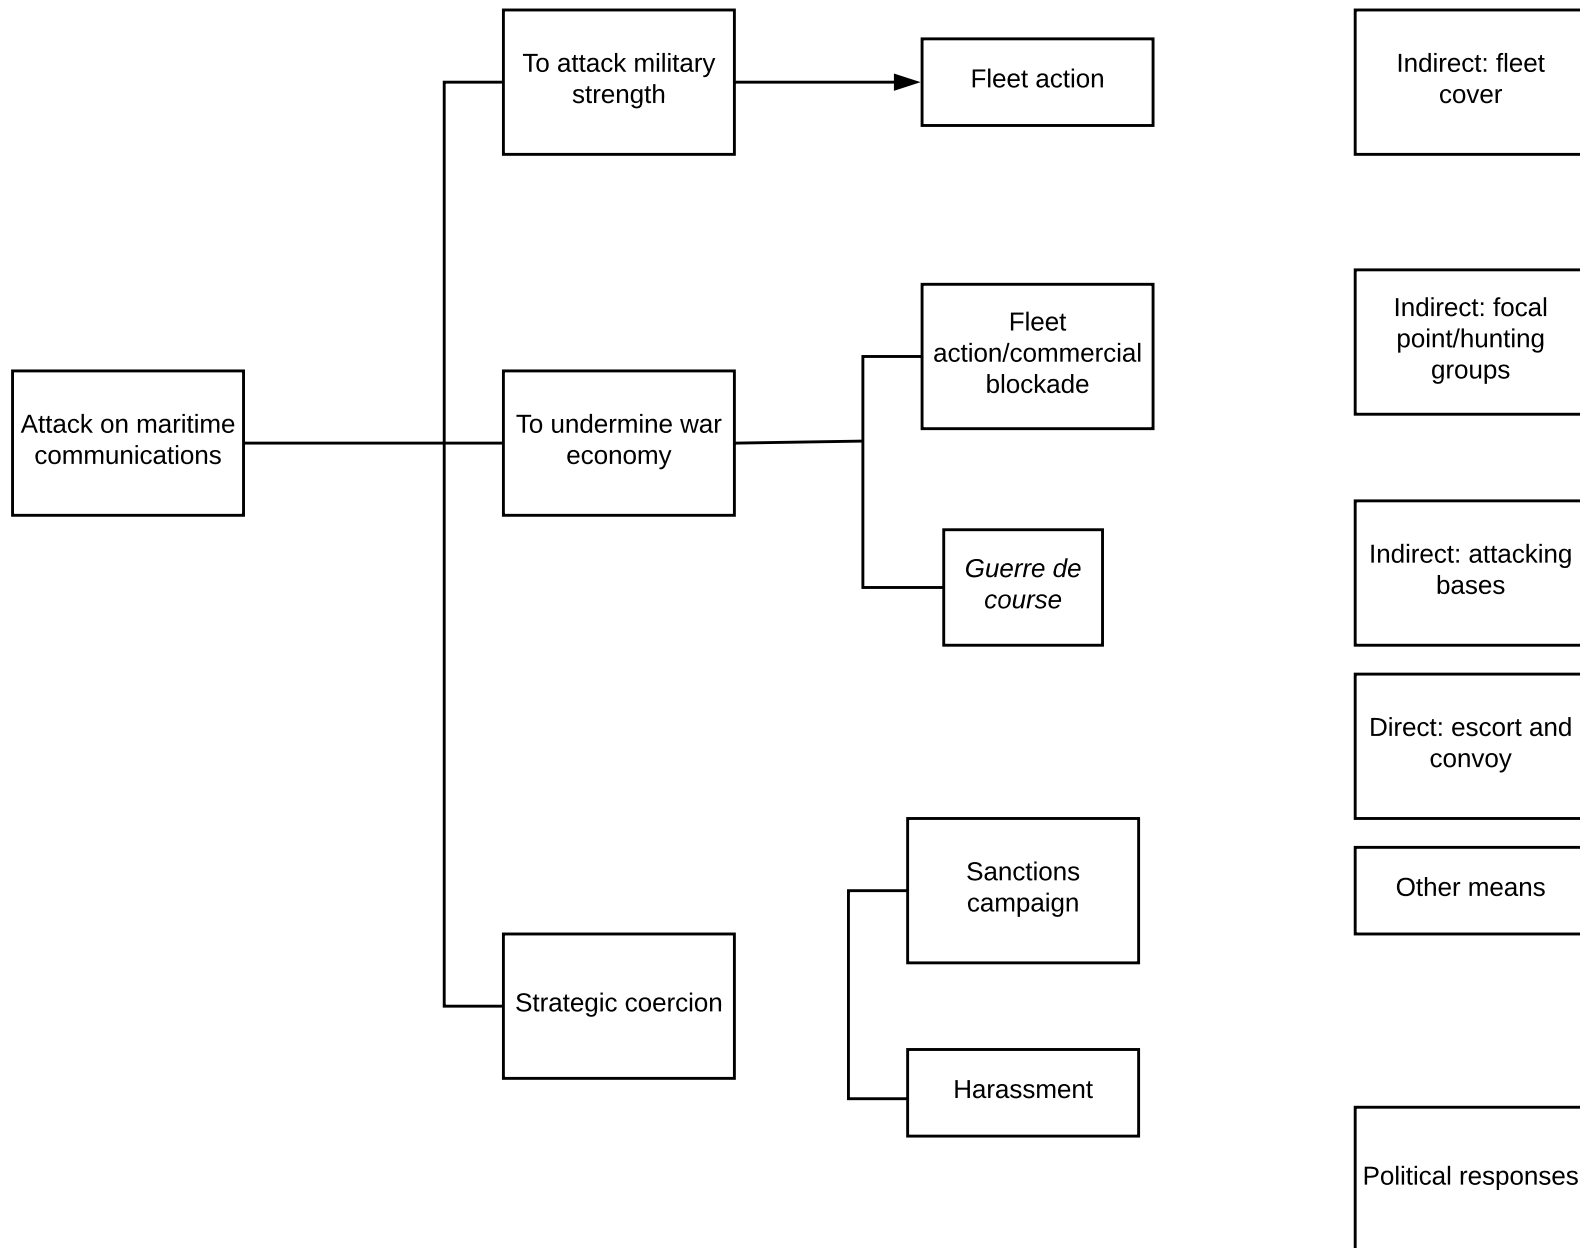 To attack military
strength
Fleet action
Indirect: fleet
cover
Fleet
action/commercial
blockade
Indirect: focal
point/hunting
groups
Attack on maritime
communications
To undermine war
economy
Guerre de
course
Indirect: attacking
bases
Direct: escort and
convoy
Sanctions
campaign
Other means
Strategic coercion
Harassment
Political responses